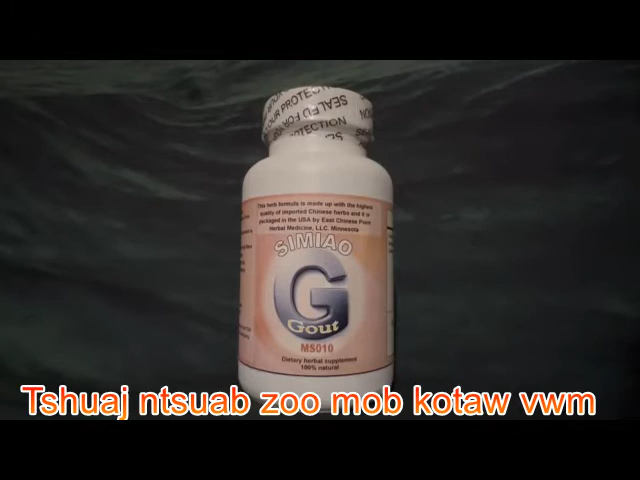 YOUR PROTECTION
SEALED FOR
This herb formula is made up with the highest
quality of imported Chinese herbs and it is
packaged in the USA by East Chinese Point
Herbal Medicine, LLC. Minnesota
SIMIAO
G
Gout
MS010
Dietary herbal supplement
100% natural
Tshuaj ntsuab zoo mob kotaw vwm